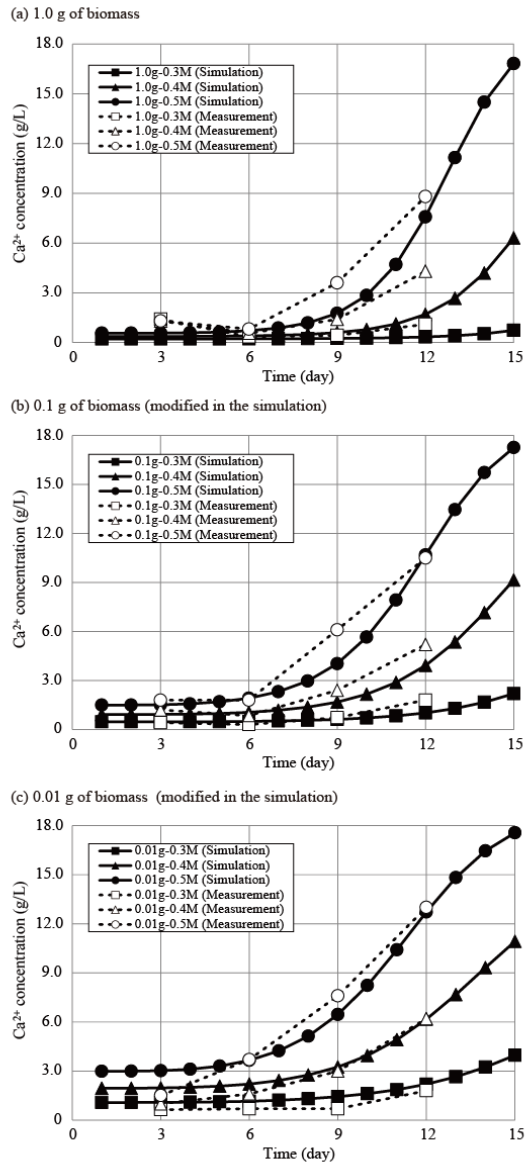 (a) 1.0 g of biomass
18.0
15.0
12.0
9.0
6.0
3.0
0
Ca²⁺ concentration (g/L)
1.0g-0.3M (Simulation)
1.0g-0.4M (Simulation)
1.0g-0.5M (Simulation)
1.0g-0.3M (Measurement)
1.0g-0.4M (Measurement)
1.0g-0.5M (Measurement)
0 3 6 9 12 15
Time (day)
(b) 0.1 g of biomass (modified in the simulation)
18.0
15.0
12.0
9.0
6.0
3.0
0
Ca²⁺ concentration (g/L)
0.1g-0.3M (Simulation)
0.1g-0.4M (Simulation)
0.1g-0.5M (Simulation)
0.1g-0.3M (Measurement)
0.1g-0.4M (Measurement)
0.1g-0.5M (Measurement)
0 3 6 9 12 15
Time (day)
(c) 0.01 g of biomass (modified in the simulation)
18.0
15.0
12.0
9.0
6.0
3.0
0
Ca²⁺ concentration (g/L)
0.01g-0.3M (Simulation)
0.01g-0.4M (Simulation)
0.01g-0.5M (Simulation)
0.01g-0.3M (Measurement)
0.01g-0.4M (Measurement)
0.01g-0.5M (Measurement)
0 3 6 9 12 15
Time (day)